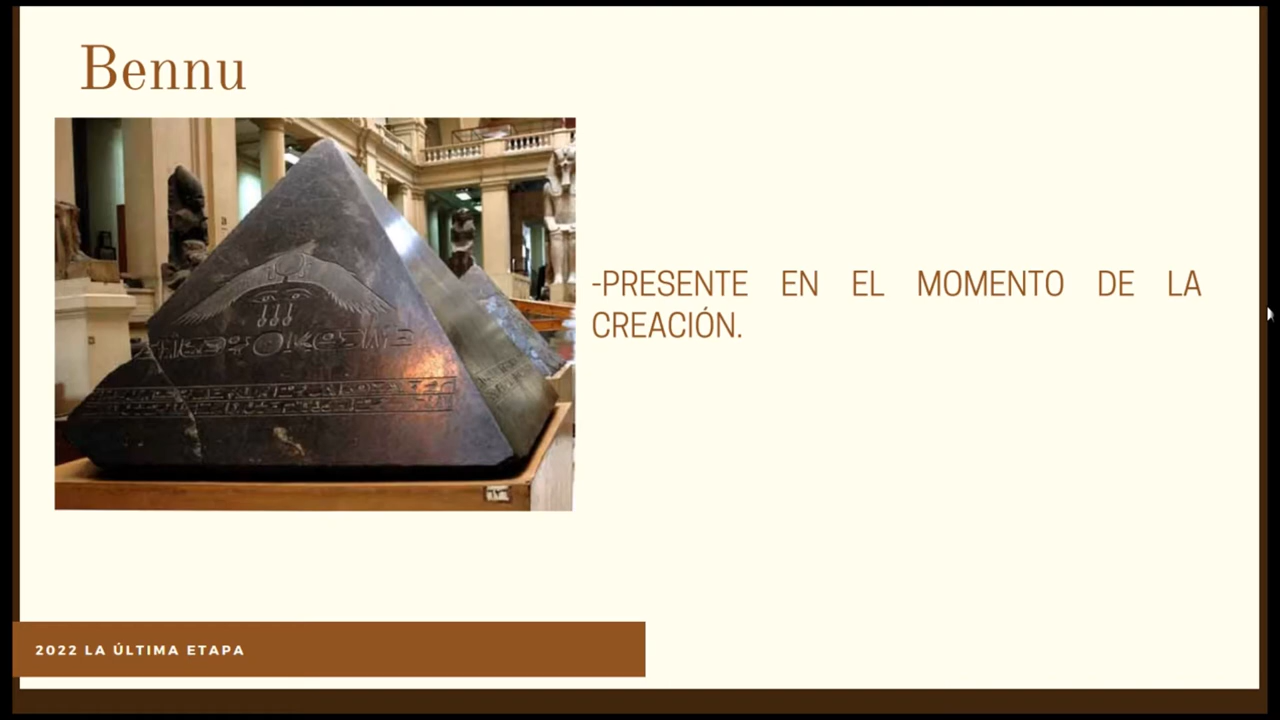 Bennu
-PRESENTE EN EL MOMENTO DE LA
CREACIÓN.
2022 LA ÚLTIMA ETAPA